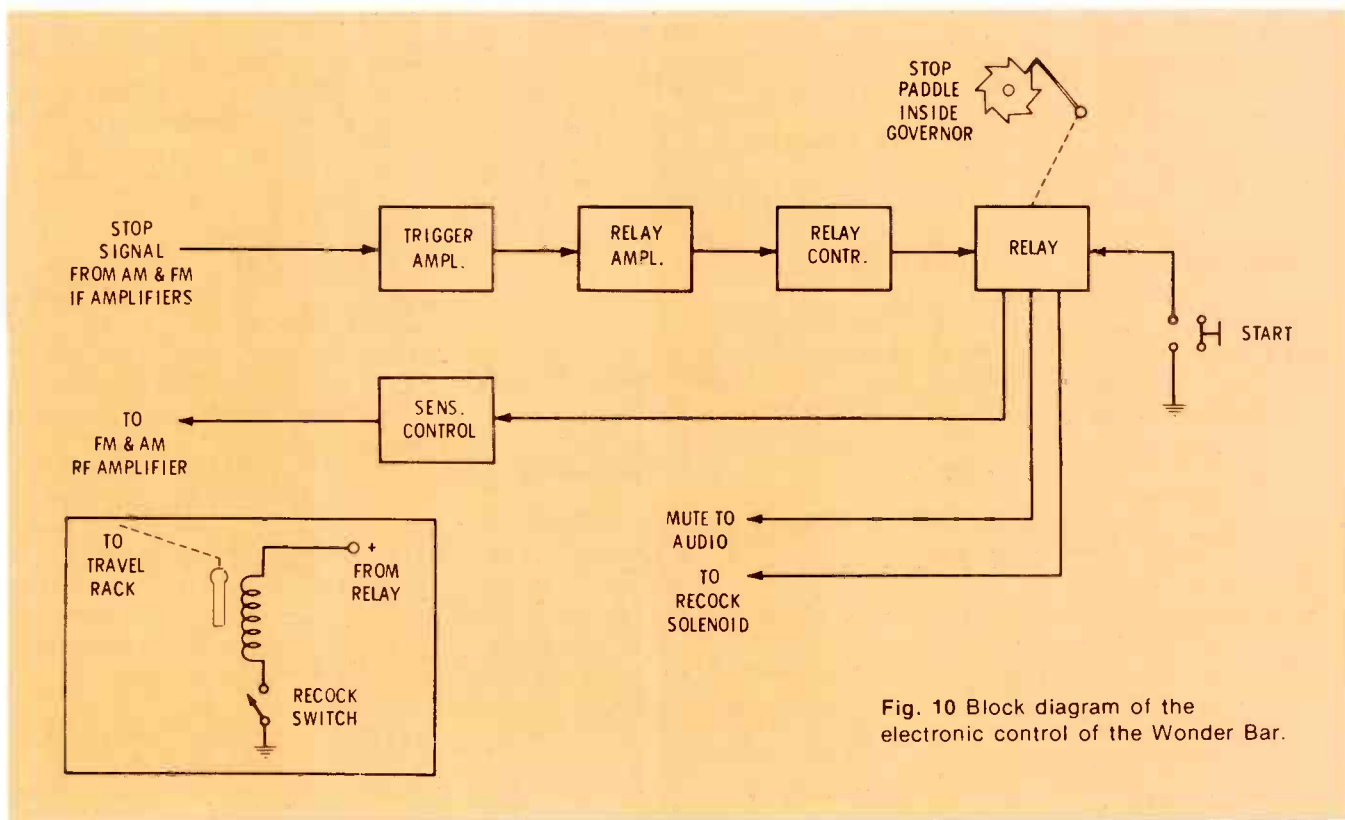 STOP
PADDLE
INSIDE
GOVERNOR
STOP
SIGNAL
FROM AM & FM
IF AMPLIFIERS
TRIGGER
AMPL.
RELAY
AMPL.
RELAY
CONTR.
RELAY
START
TO
FM & AM
RF AMPLIFIER
SENS.
CONTROL
MUTE TO
AUDIO
TO
RECOCK
SOLENOID
TO
TRAVEL
RACK
+
FROM
RELAY
RECOCK
SWITCH
Fig. 10 Block diagram of the
electronic control of the Wonder Bar.